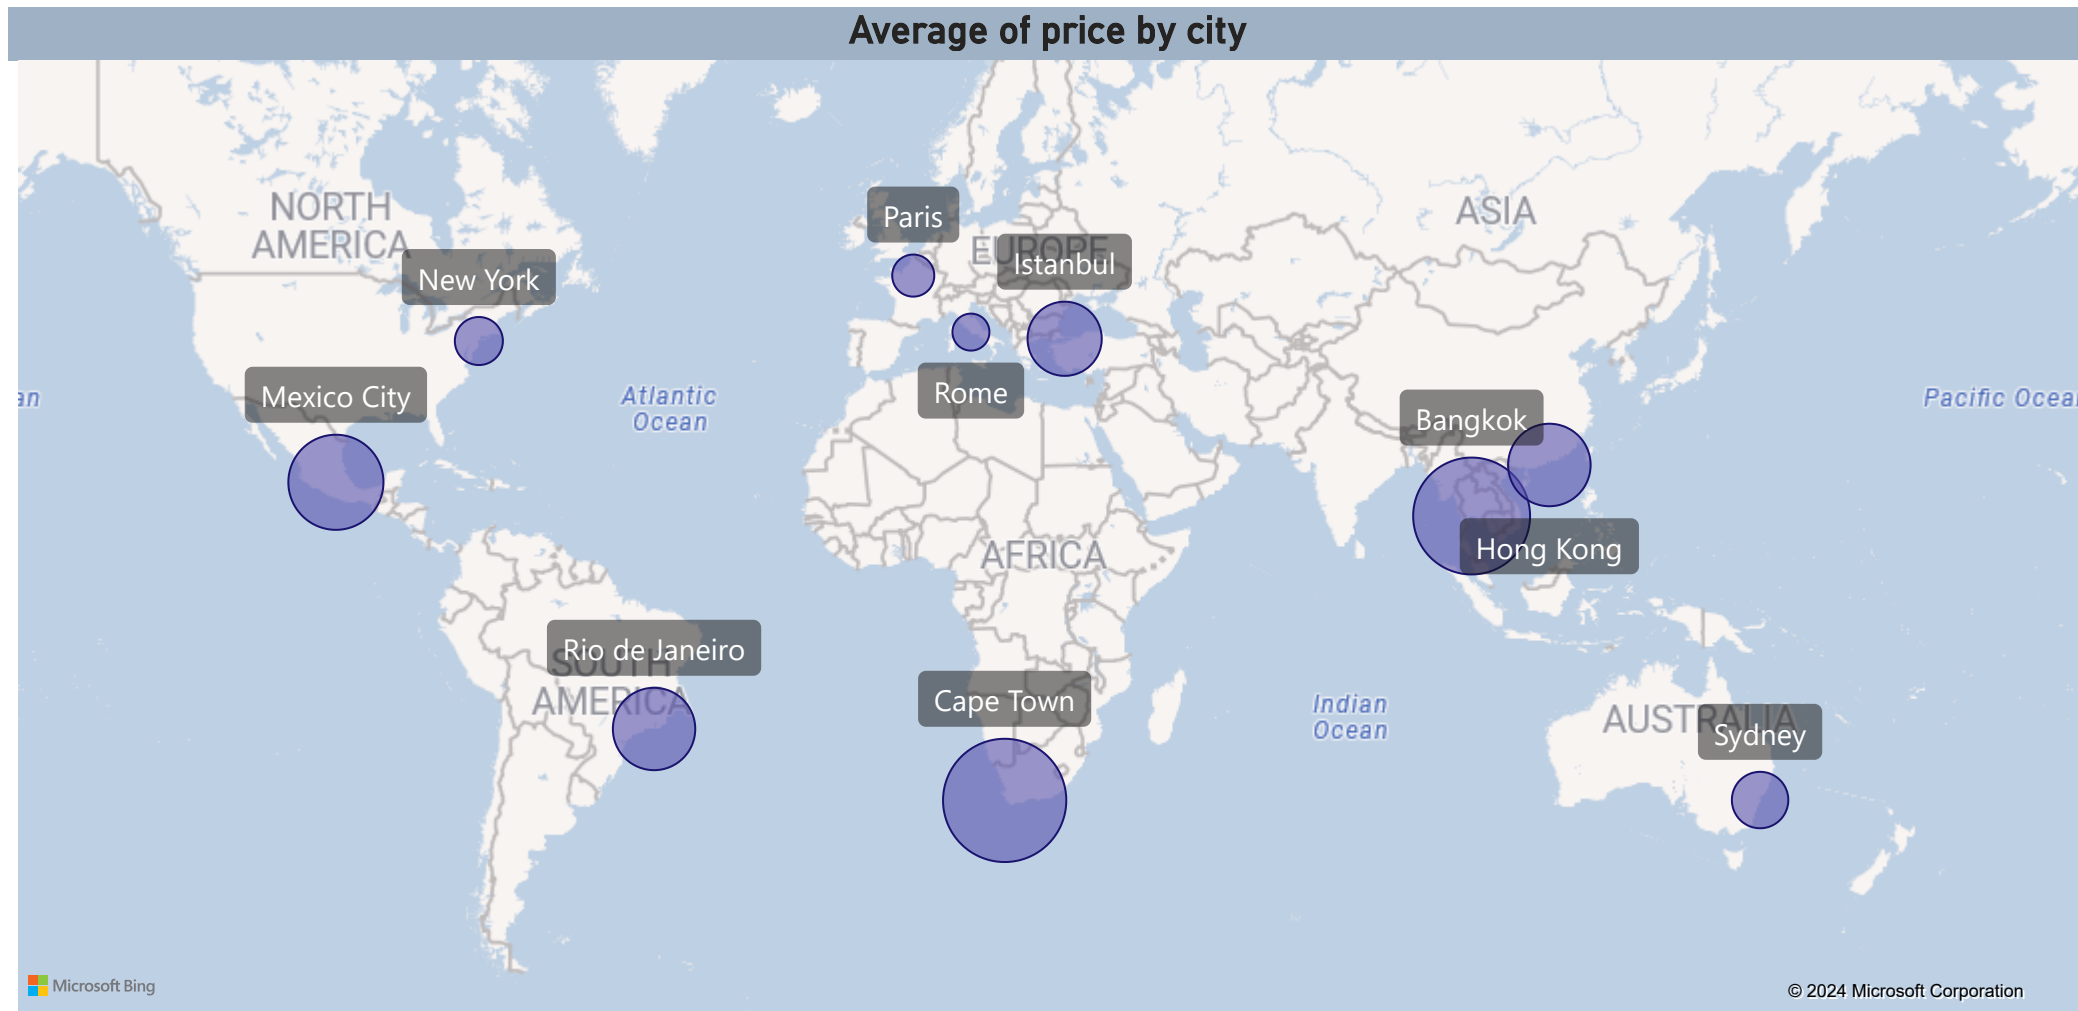 Average of price by city
NORTH
AMERICA
ASIA
Paris
EUROPE
Istanbul
New York
Mexico City
Rome
Atlantic
Ocean
an
Pacific Ocean
Bangkok
Hong Kong
AFRICA
Rio de Janeiro
SOUTH
AMERICA
Cape Town
Indian
Ocean
AUSTRALIA
Sydney
Microsoft Bing
© 2024 Microsoft Corporation